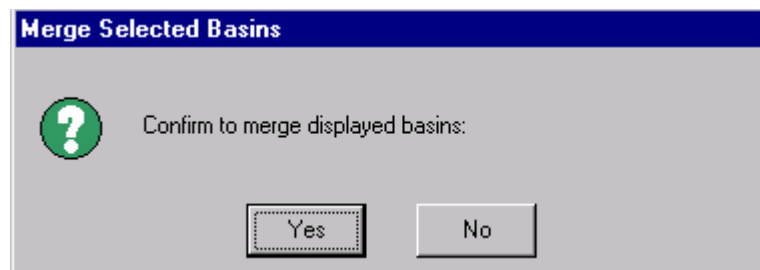 Merge Selected Basins
Confirm to merge displayed basins:
Yes No